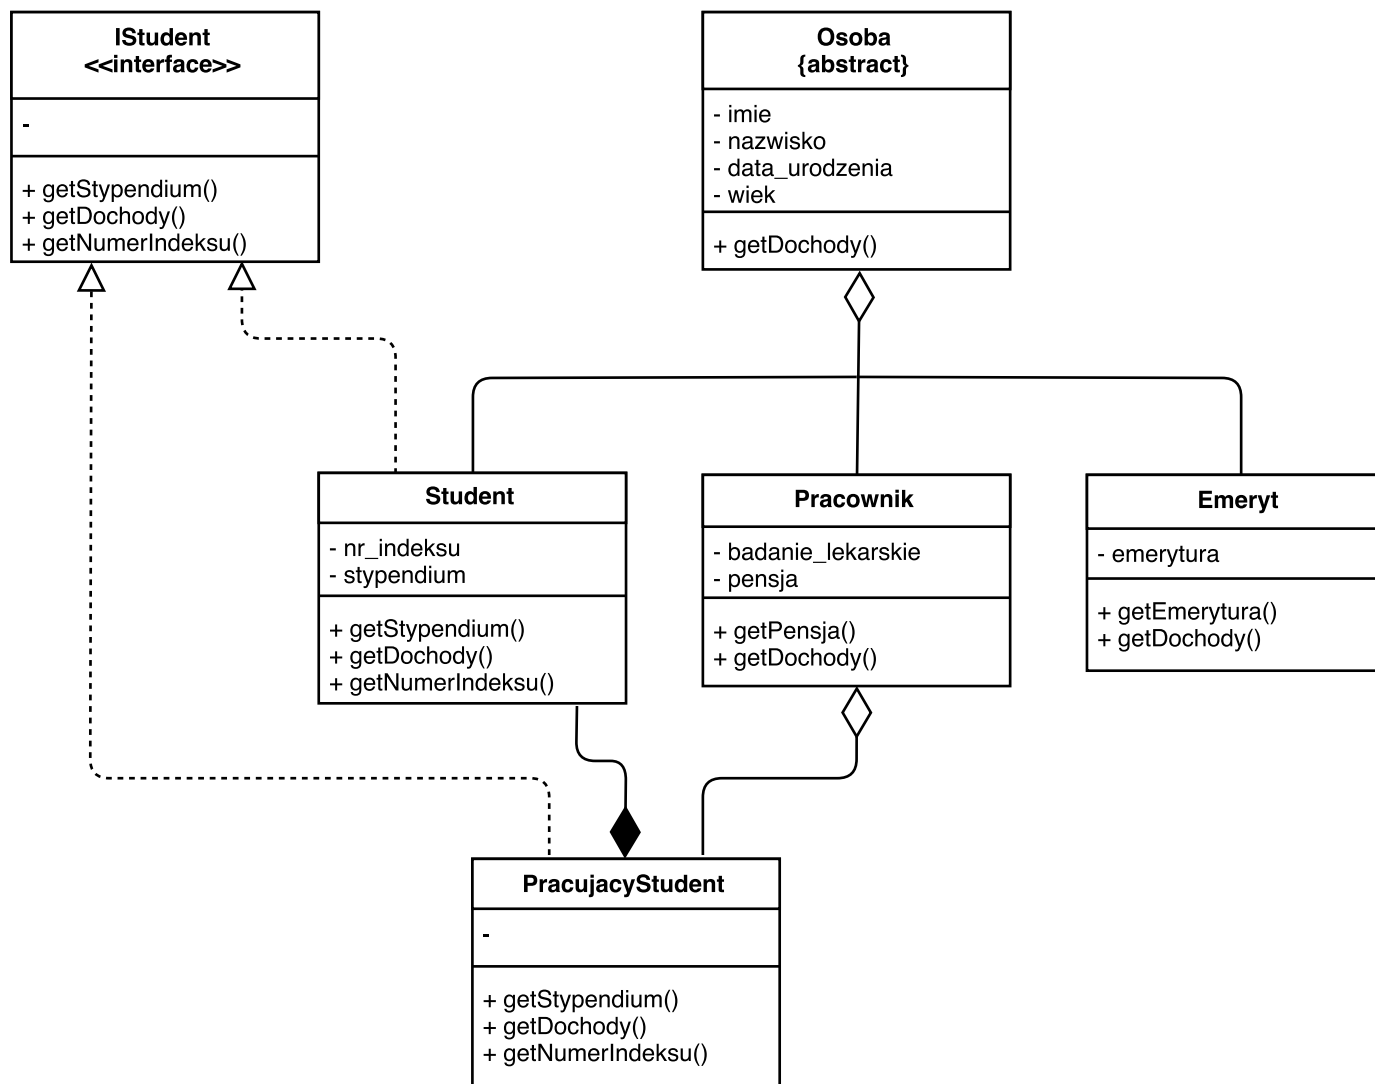 IStudent
<<interface>>
-
+ getStypendium()
+ getDochody()
+ getNumerIndeksu()
Osoba
{abstract}
- imie
- nazwisko
- data_urodzenia
- wiek
+ getDochody()
Student
- nr_indeksu
- stypendium
+ getStypendium()
+ getDochody()
+ getNumerIndeksu()
Pracownik
- badanie_lekarskie
- pensja
+ getPensja()
+ getDochody()
Emeryt
- emerytura
+ getEmerytura()
+ getDochody()
PracujacyStudent
-
+ getStypendium()
+ getDochody()
+ getNumerIndeksu()